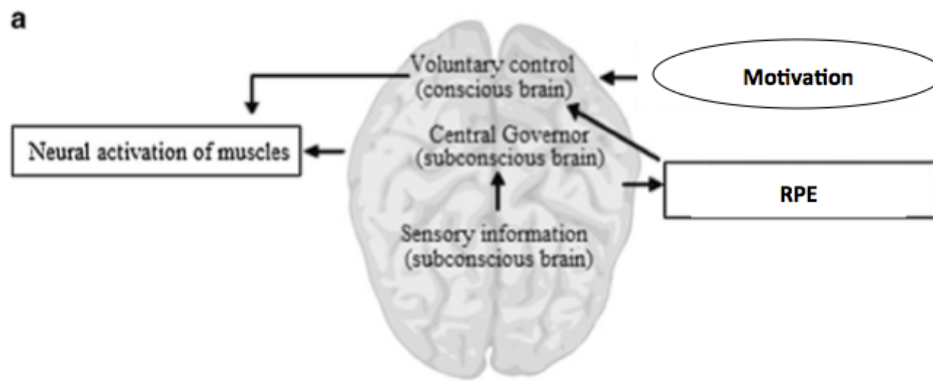 a
Voluntary control
(conscious brain)
Motivation
Neural activation of muscles
Central Governor
(subconscious brain)
RPE
Sensory information
(subconscious brain)